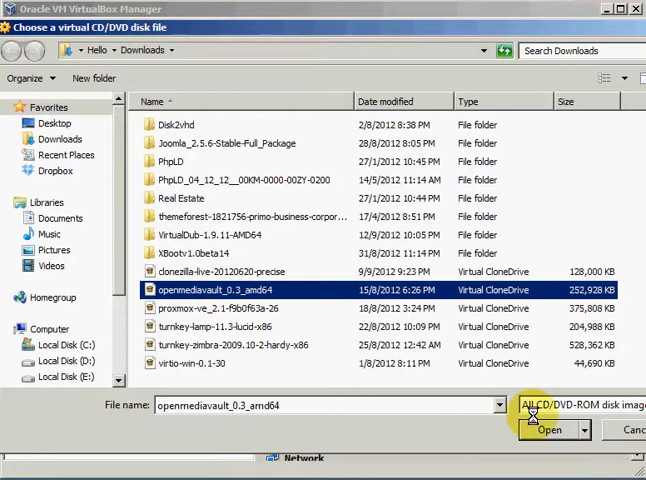 Oracle VM VirtualBox Manager
Choose a virtual CD/DVD disk file
Hello ▸ Downloads ▸
Search Downloads
Organize ▾ New folder
Name Date modified Type Size
Favorites
Desktop
Downloads
Recent Places
Dropbox
Libraries
Documents
Music
Pictures
Videos
Homegroup
Computer
Local Disk (C:)
Local Disk (D:)
Local Disk (E:)
Disk2vhd 2/8/2012 8:38 PM File folder
Joomla_2.5.6-Stable-Full_Package 28/8/2012 8:05 PM File folder
PhpLD 27/1/2012 10:45 PM File folder
PhpLD_04_12_12__00KM-0000-00ZY-0200 14/5/2012 11:14 AM File folder
Real Estate 27/1/2012 10:44 PM File folder
themeforest-1821756-primo-business-corpor... 17/4/2012 8:51 PM File folder
VirtualDub-1.9.11-AMD64 12/9/2012 10:05 PM File folder
XBootv1.0beta14 31/8/2012 11:14 PM File folder
clonezilla-live-20120620-precise 9/9/2012 9:23 PM Virtual CloneDrive 128,000 KB
openmediavault_0.3_amd64 15/8/2012 6:26 PM Virtual CloneDrive 252,928 KB
proxmox-ve_2.1-f9b0f63a-26 18/8/2012 3:24 PM Virtual CloneDrive 375,808 KB
turnkey-lamp-11.3-lucid-x86 22/8/2012 10:09 PM Virtual CloneDrive 204,988 KB
turnkey-zimbra-2009.10-2-hardy-x86 25/8/2012 12:42 AM Virtual CloneDrive 528,362 KB
virtio-win-0.1-30 1/8/2012 8:11 PM Virtual CloneDrive 44,690 KB
File name: openmediavault_0.3_amd64 All CD/DVD-ROM disk image
Open Canc
Network